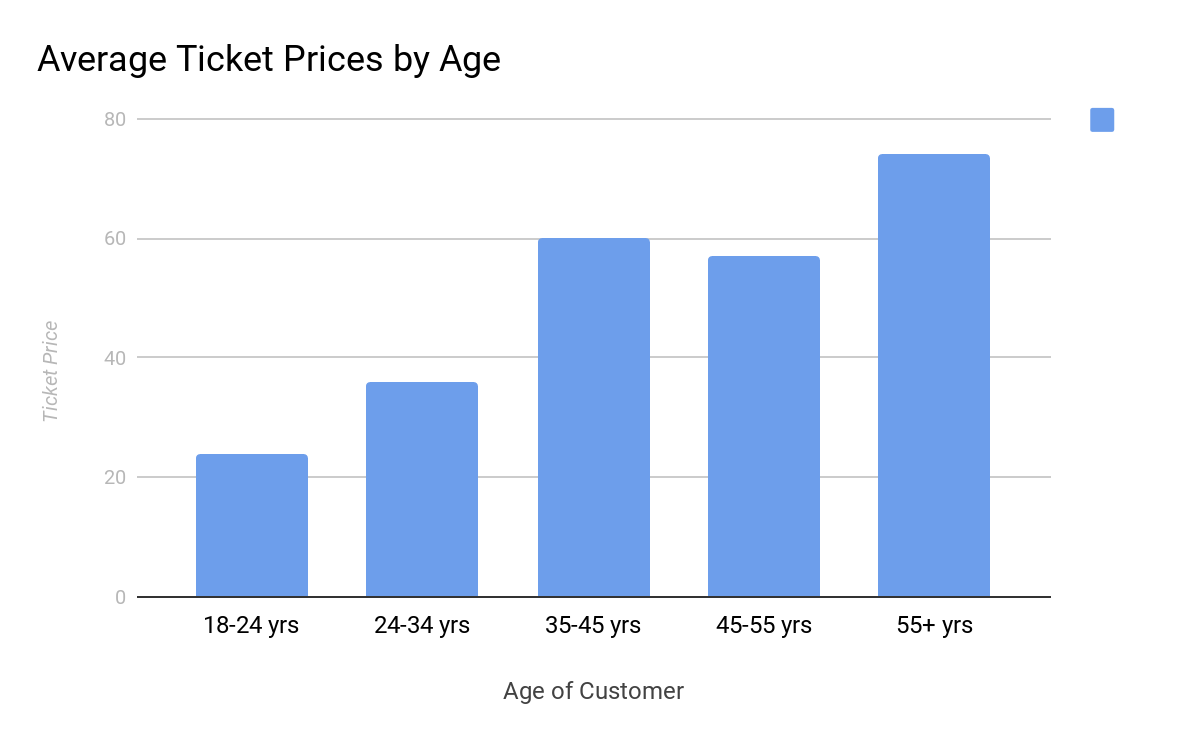 Average Ticket Prices by Age
80
60
40
20
0
Ticket Price
18-24 yrs
24-34 yrs
35-45 yrs
45-55 yrs
55+ yrs
Age of Customer